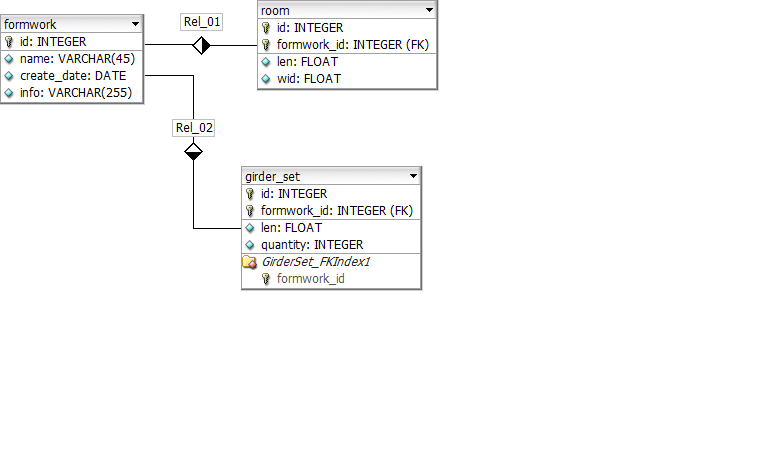 formwork
id: INTEGER
name: VARCHAR(45)
create_date: DATE
info: VARCHAR(255)
Rel_01
room
id: INTEGER
formwork_id: INTEGER (FK)
len: FLOAT
wid: FLOAT
Rel_02
girder_set
id: INTEGER
formwork_id: INTEGER (FK)
len: FLOAT
quantity: INTEGER
GirderSet_FKIndex1
formwork_id